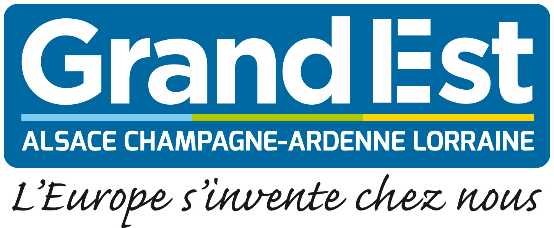 Grand Est
ALSACE CHAMPAGNE-ARDENNE LORRAINE
L'Europe s'invente chez nous